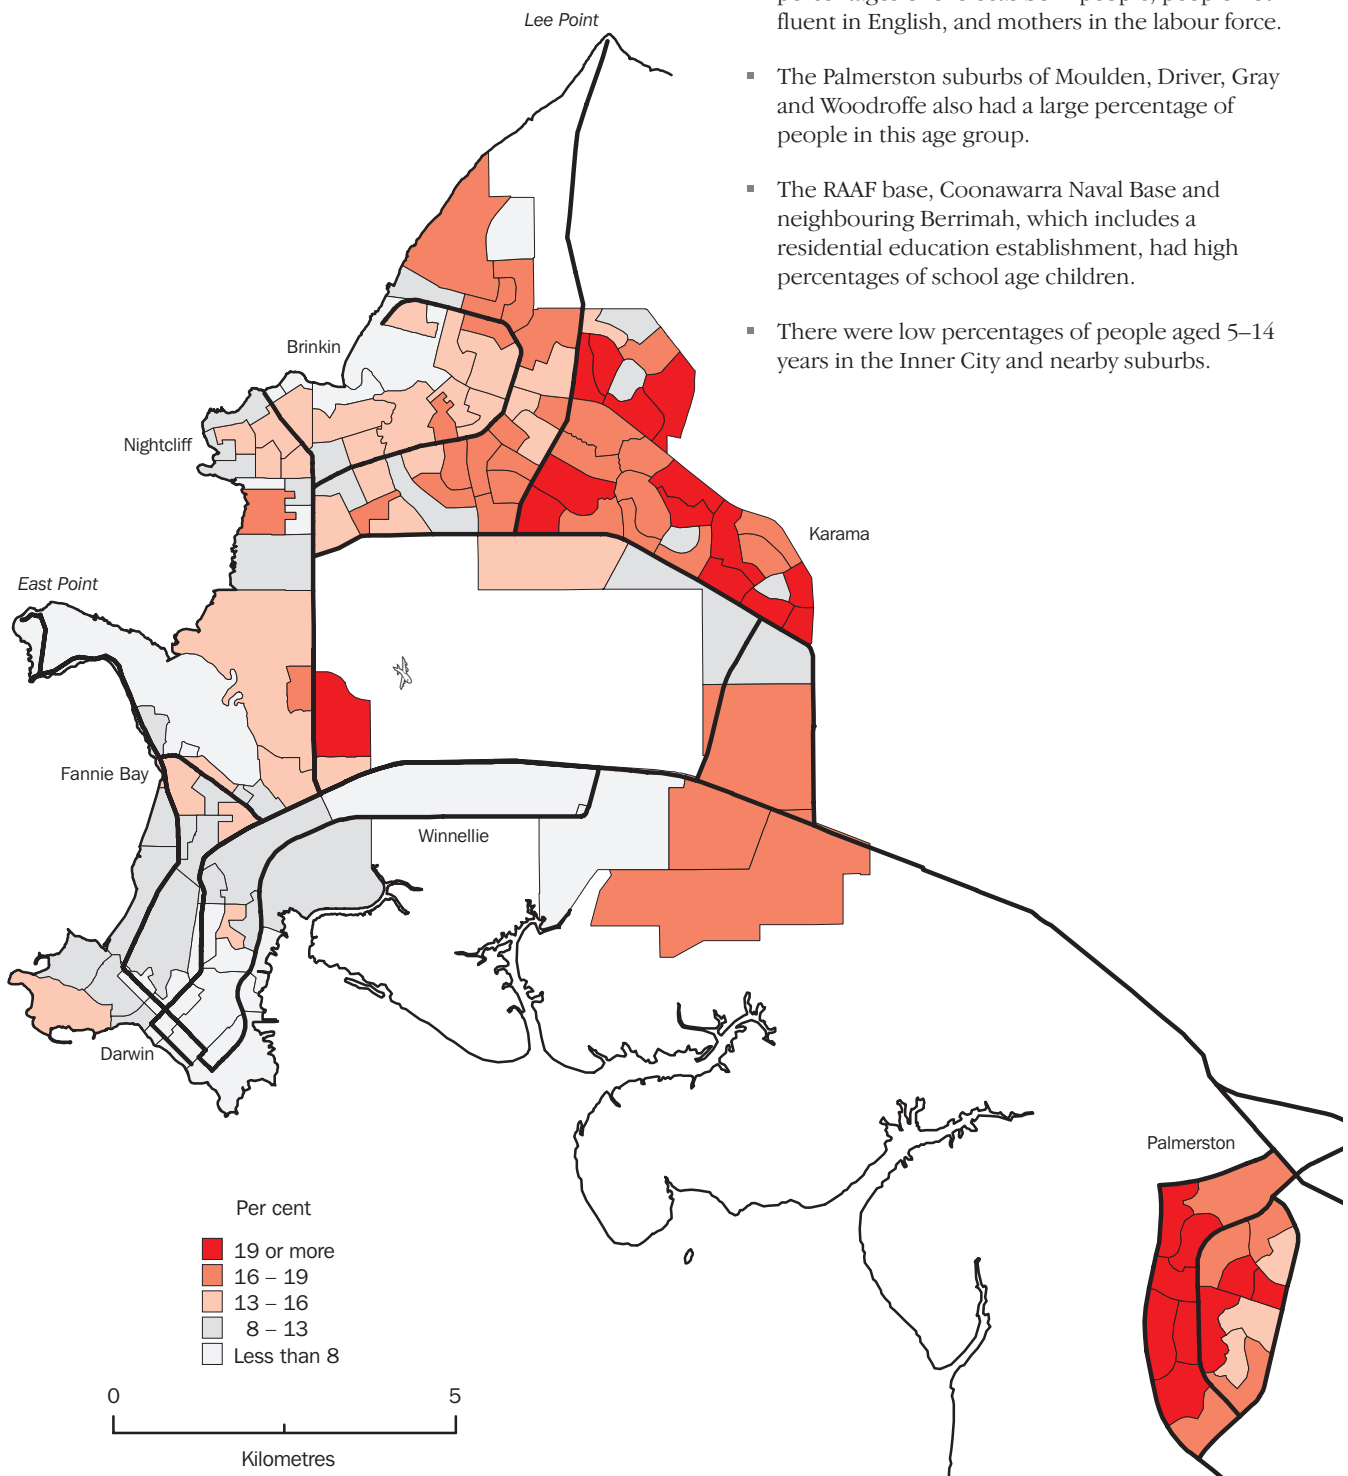 Lee Point
fluent in English, and mothers in the labour force.
▪ The Palmerston suburbs of Moulden, Driver, Gray
and Woodroffe also had a large percentage of
people in this age group.
▪ The RAAF base, Coonawarra Naval Base and
neighbouring Berrimah, which includes a
residential education establishment, had high
percentages of school age children.
▪ There were low percentages of people aged 5–14
years in the Inner City and nearby suburbs.
Brinkin
Nightcliff
Karama
East Point
Fannie Bay
Winnellie
Darwin
Palmerston
Per cent
19 or more
16 – 19
13 – 16
8 – 13
Less than 8
0 5
Kilometres